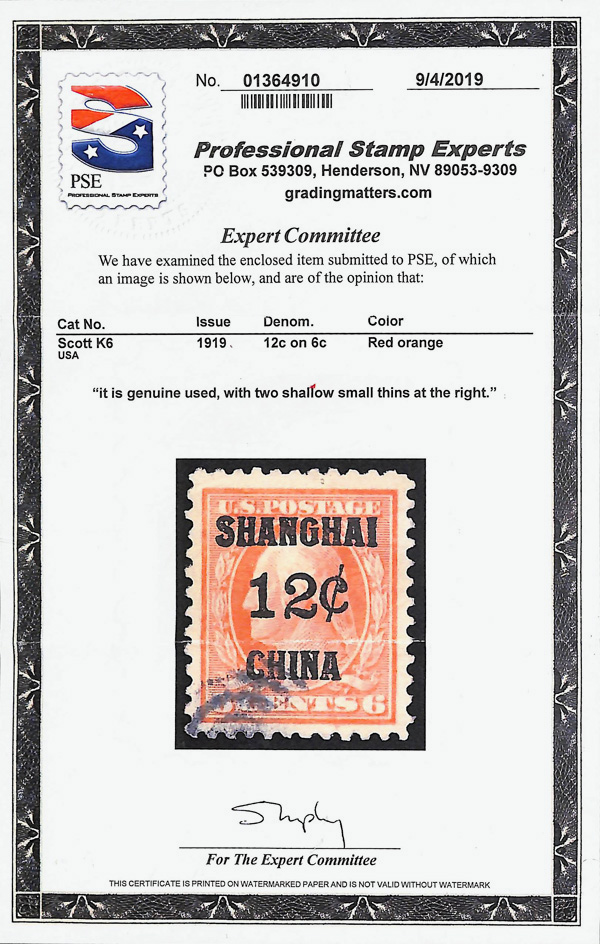 No. 01364910
9/4/2019
PSE
PROFESSIONAL STAMP EXPERTS
Professional Stamp Experts
PO Box 539309, Henderson, NV 89053-9309
gradingmatters.com
Expert Committee
We have examined the enclosed item submitted to PSE, of which
an image is shown below, and are of the opinion that:
Cat No. Issue Denom. Color
Scott K6 1919 12c on 6c Red orange
USA
“it is genuine used, with two shallow small thins at the right.”
U.S. POSTAGE
SHANGHAI
12¢
CHINA
CENTS 6
For The Expert Committee
THIS CERTIFICATE IS PRINTED ON WATERMARKED PAPER AND IS NOT VALID WITHOUT WATERMARK